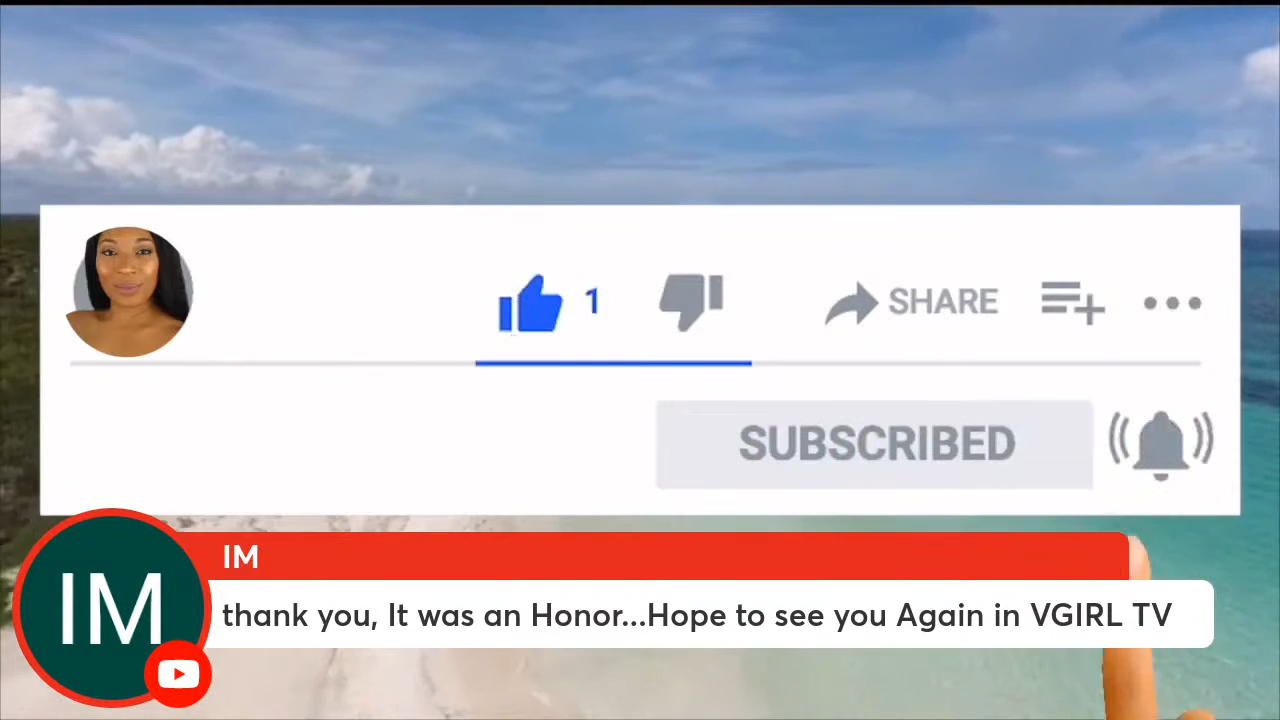 1
SHARE
SUBSCRIBED
IM
IM
thank you, It was an Honor...Hope to see you Again in VGIRL TV